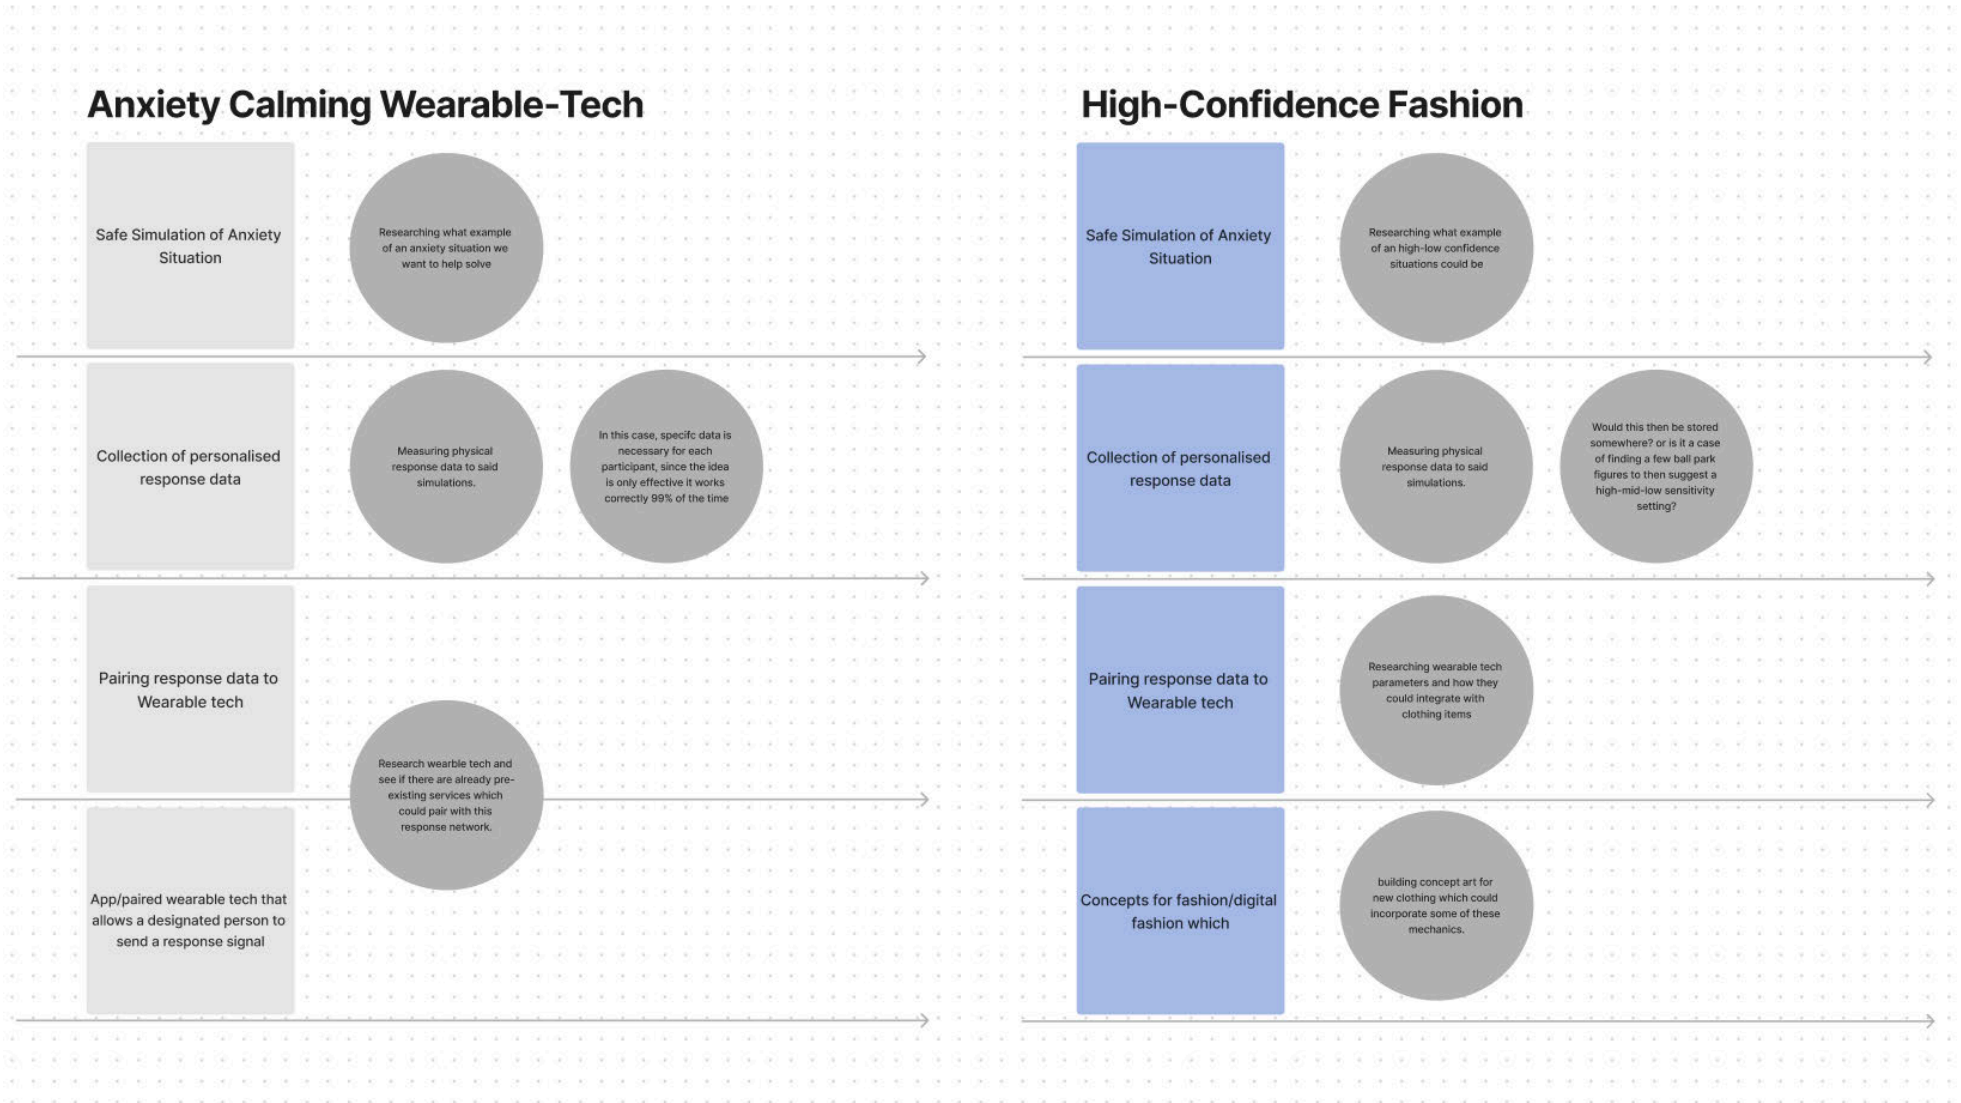 Anxiety Calming Wearable-Tech
Safe Simulation of Anxiety
Situation
Researching what example
of an anxiety situation we
want to help solve
Collection of personalised
response data
Measuring physical
response data to said
simulations.
In this case, specifc data is
necessary for each
participant, since the idea
is only effective it works
correctly 99% of the time
Pairing response data to
Wearable tech
Research wearble tech and
see if there are already pre-
existing services which
could pair with this
response network.
App/paired wearable tech that
allows a designated person to
send a response signal
High-Confidence Fashion
Safe Simulation of Anxiety
Situation
Researching what example
of an high-low confidence
situations could be
Collection of personalised
response data
Measuring physical
response data to said
simulations.
Would this then be stored
somewhere? or is it a case
of finding a few ball park
figures to then suggest a
high-mid-low sensitivity
setting?
Pairing response data to
Wearable tech
Researching wearable tech
parameters and how they
could integrate with
clothing items
Concepts for fashion/digital
fashion which
building concept art for
new clothing which could
incorporate some of these
mechanics.